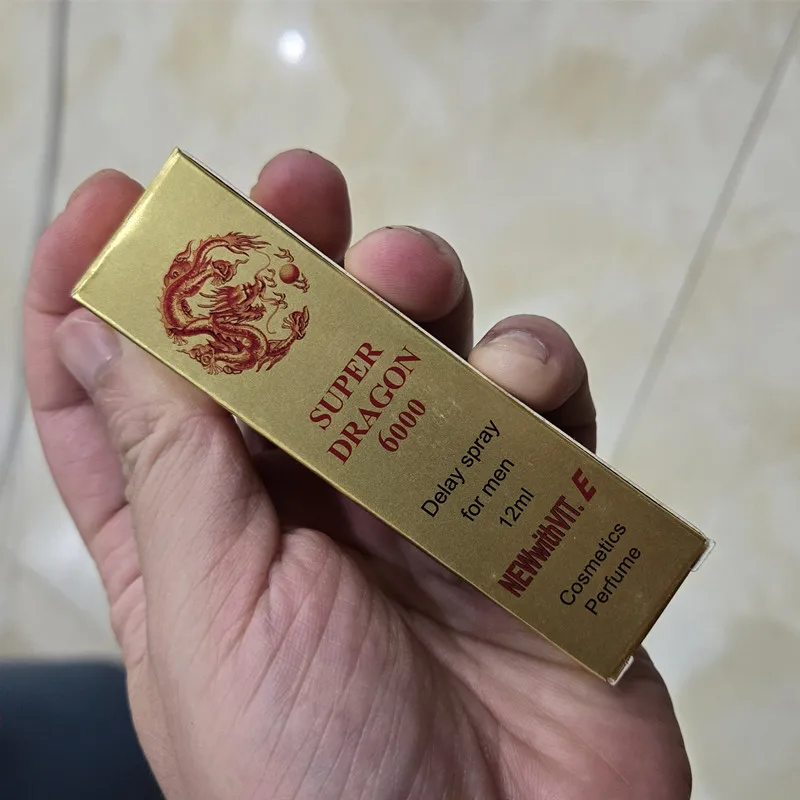 SUPER
DRAGON
6000
Delay spray
for men
12ml
NEWwithVIT. E
Cosmetics
Perfume